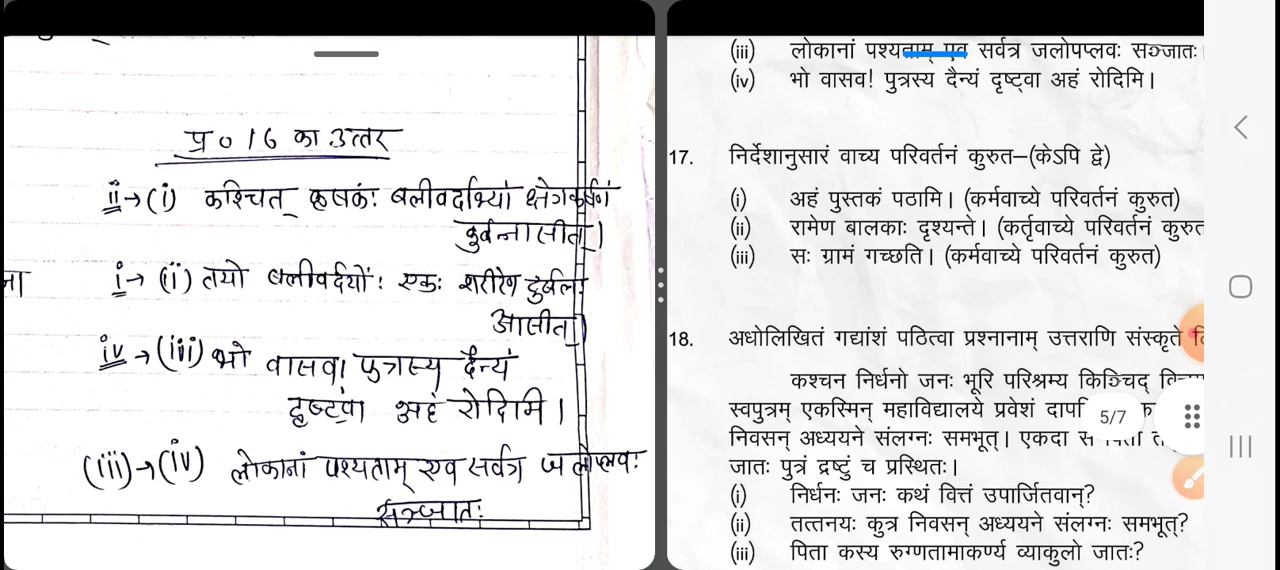 प्र० 16 का उत्तर
ii → (i) कश्चित् कृषकः बलीवर्दाभ्यां क्षेत्रकर्षणं
कुर्वन्नासीत्।
i → (ii) तयो बलीवर्दयोः एकः शरीरेण दुर्बलः
आसीत्।
iv → (iii) भो वासव! पुत्रस्य दैन्यं
दृष्ट्वा अहं रोदिमि।
(iii) → (iv) लोकानां पश्यताम् एव सर्वत्र जलोप्लवः
सञ्जातः
ना
(iii) लोकानां पश्यताम् एव सर्वत्र जलोपप्लवः सञ्जातः
(iv) भो वासव! पुत्रस्य दैन्यं दृष्ट्वा अहं रोदिमि।
17. निर्देशानुसारं वाच्य परिवर्तनं कुरुत–(केऽपि द्वे)
(i) अहं पुस्तकं पठामि। (कर्मवाच्ये परिवर्तनं कुरुत)
(ii) रामेण बालकाः दृश्यन्ते। (कर्तृवाच्ये परिवर्तनं कुरुत
(iii) सः ग्रामं गच्छति। (कर्मवाच्ये परिवर्तनं कुरुत)
18. अधोलिखितं गद्यांशं पठित्वा प्रश्नानाम् उत्तराणि संस्कृते
कश्चन निर्धनो जनः भूरि परिश्रम्य किञ्चिद्
स्वपुत्रम् एकस्मिन् महाविद्यालये प्रवेशं
5/7
निवसन् अध्ययने संलग्नः समभूत्। एकदा
जातः पुत्रं द्रष्टुं च प्रस्थितः।
(i) निर्धनः जनः कथं वित्तं उपार्जितवान्?
(ii) तत्तनयः कुत्र निवसन् अध्ययने संलग्नः समभूत्?
(iii) पिता कस्य रुग्णतामाकर्ण्य व्याकुलो जातः?